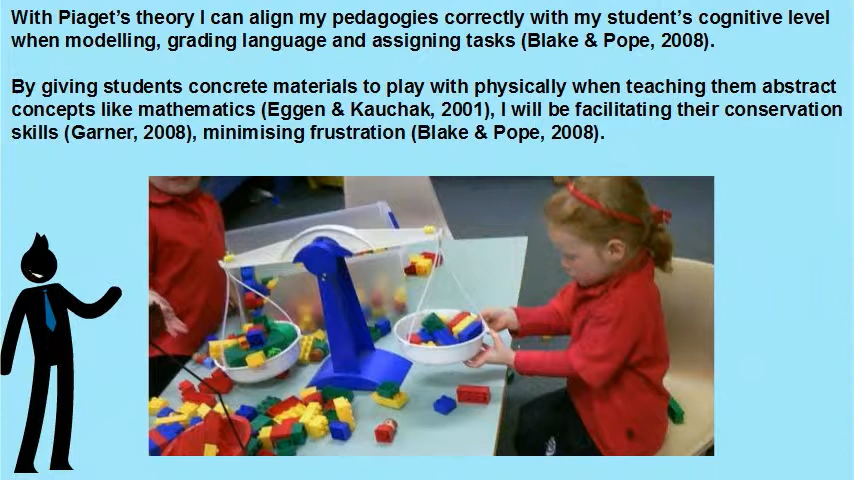 With Piaget’s theory I can align my pedagogies correctly with my student’s cognitive level
when modelling, grading language and assigning tasks (Blake & Pope, 2008).
By giving students concrete materials to play with physically when teaching them abstract
concepts like mathematics (Eggen & Kauchak, 2001), I will be facilitating their conservation
skills (Garner, 2008), minimising frustration (Blake & Pope, 2008).